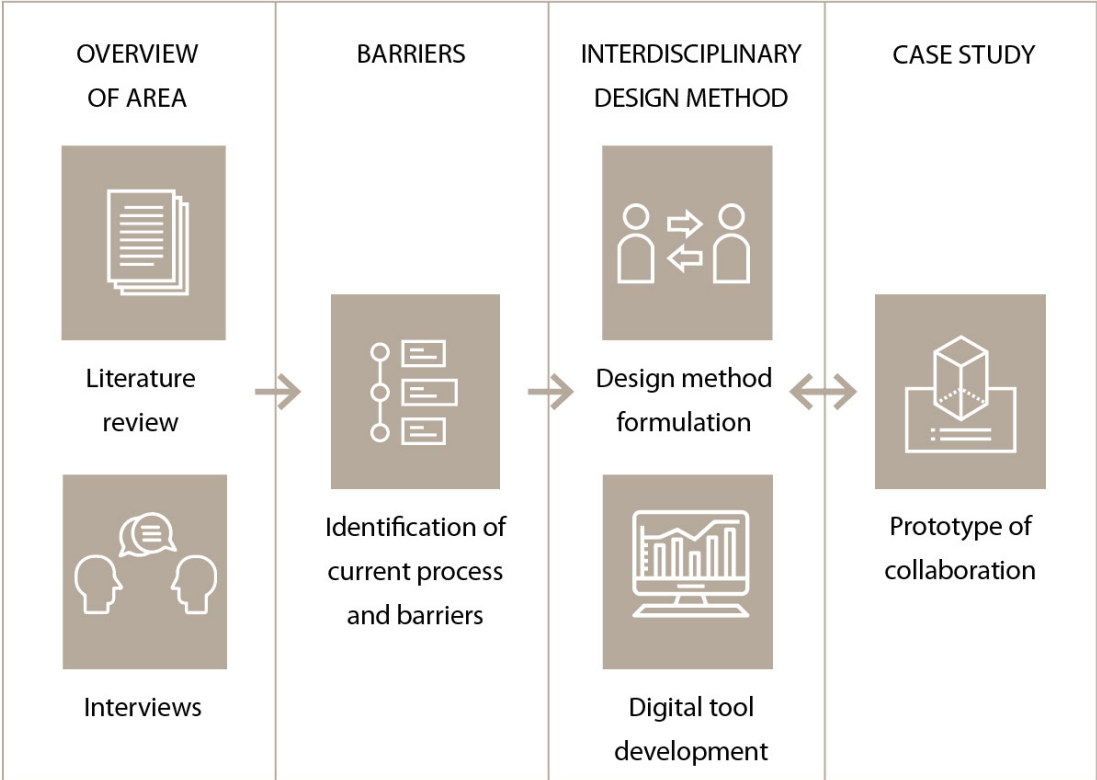 OVERVIEW
OF AREA
Literature
review
Interviews
BARRIERS
Identification of
current process
and barriers
INTERDISCIPLINARY
DESIGN METHOD
Design method
formulation
Digital tool
development
CASE STUDY
Prototype of
collaboration